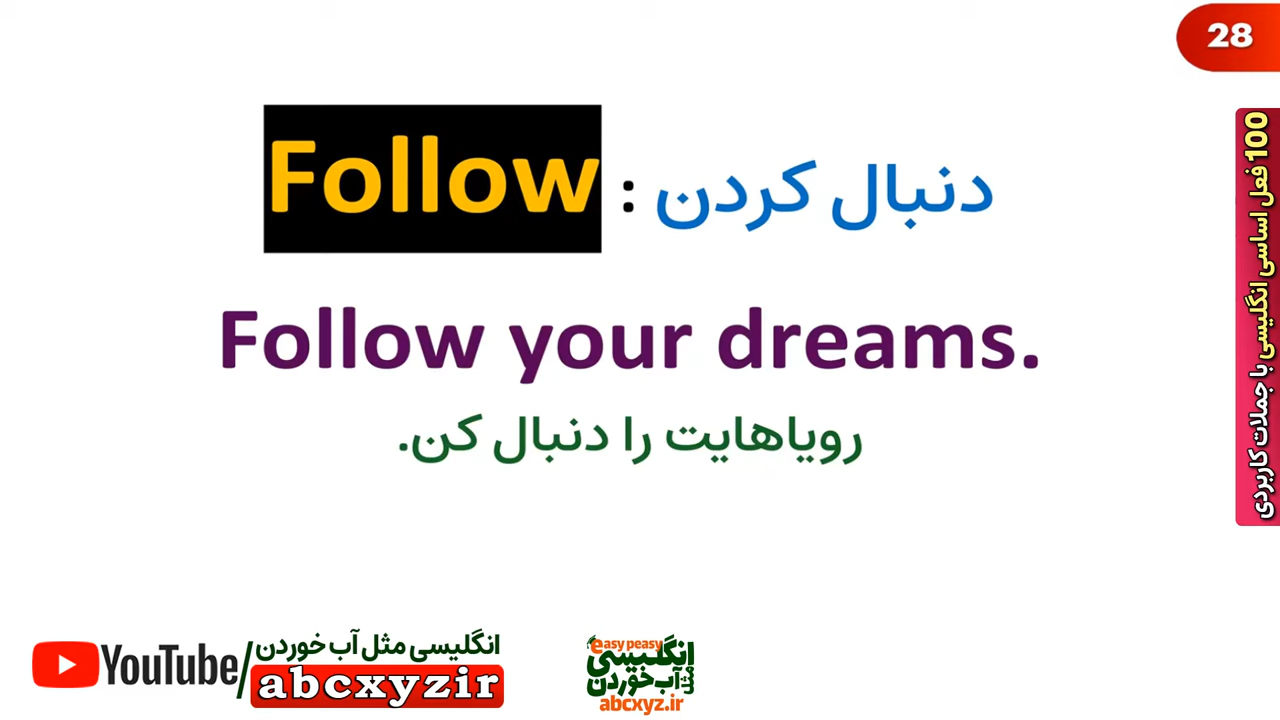 28
Follow : دنبال کردن
Follow your dreams.
رویاهایت را دنبال کن.
100 فعل اساسی انگلیسی با جملات کاربردی
YouTube/
انگلیسی مثل آب خوردن
abcxyzir
easy peasy
انگلیسی
مثل
آب خوردن
abcxyz.ir